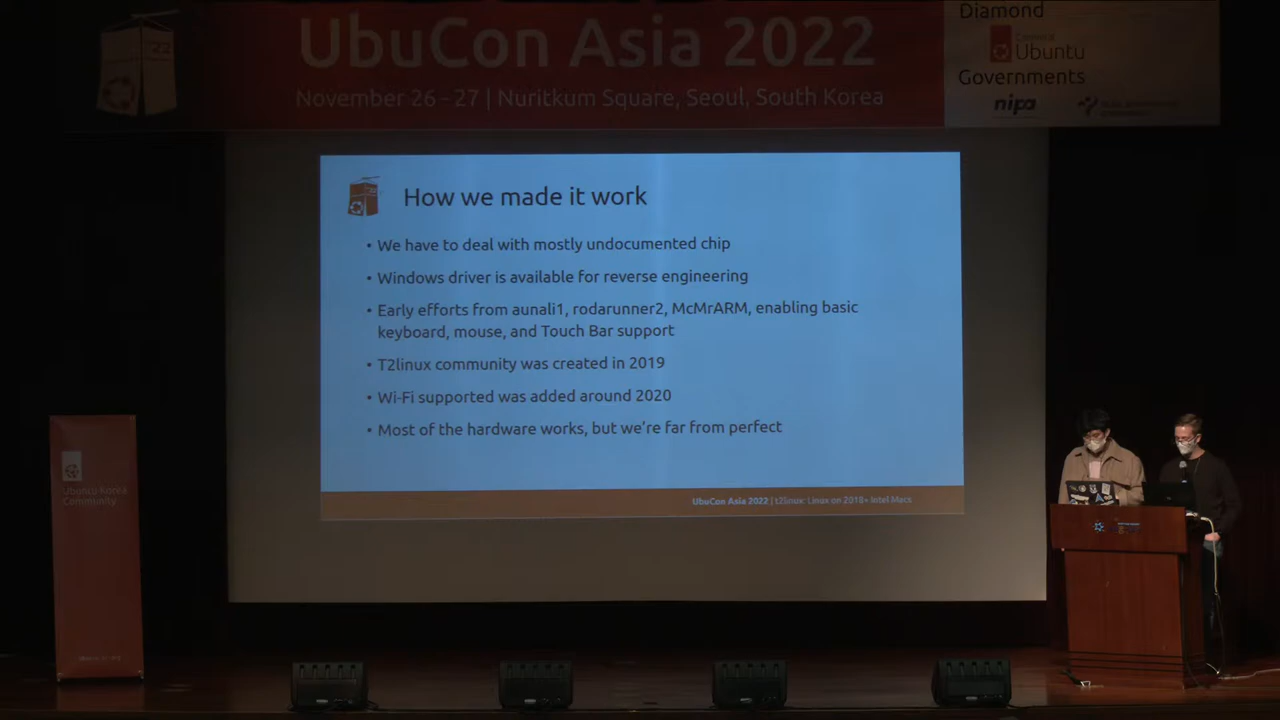 UbuCon Asia 2022
November 26 - 27 | Nuritkum Square, Seoul, South Korea
Diamond
Ubuntu
Governments
nipa
How we made it work
• We have to deal with mostly undocumented chip
• Windows driver is available for reverse engineering
• Early efforts from aunali1, rodarunner2, McMrARM, enabling basic
keyboard, mouse, and Touch Bar support
• T2linux community was created in 2019
• Wi-Fi supported was added around 2020
• Most of the hardware works, but we're far from perfect
UbuCon Asia 2022 | t2linux: Linux on 2018+ Intel Macs
Ubuntu Korea
Community